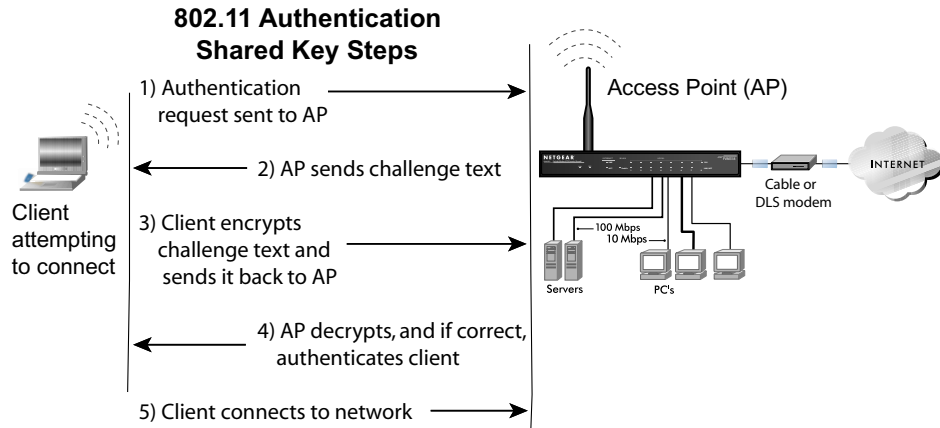 802.11 Authentication
Shared Key Steps
1) Authentication
request sent to AP
2) AP sends challenge text
3) Client encrypts
challenge text and
sends it back to AP
4) AP decrypts, and if correct,
authenticates client
5) Client connects to network
Client
attempting
to connect
Access Point (AP)
NETGEAR
INTERNET
Cable or
DLS modem
100 Mbps
10 Mbps
Servers
PC's